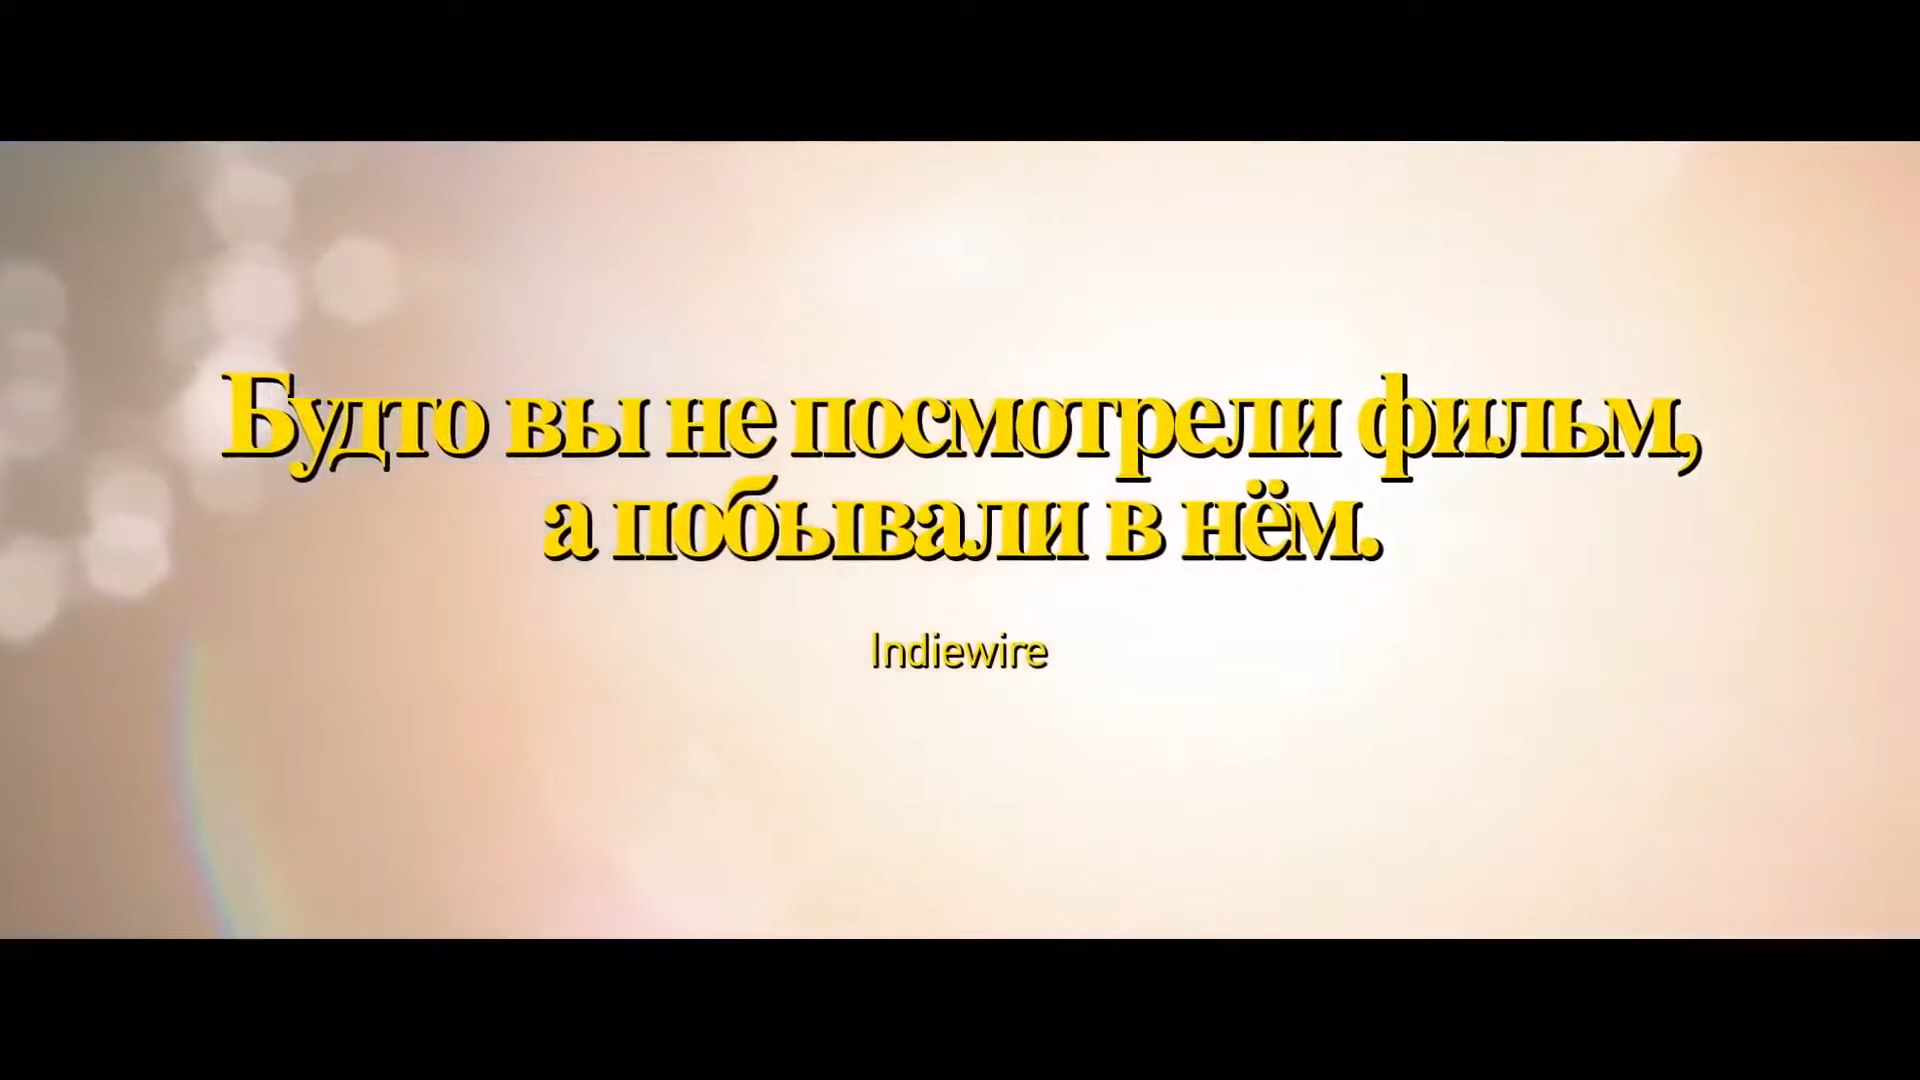 Будто вы не посмотрели фильм,
а побывали в нём.
Indiewire